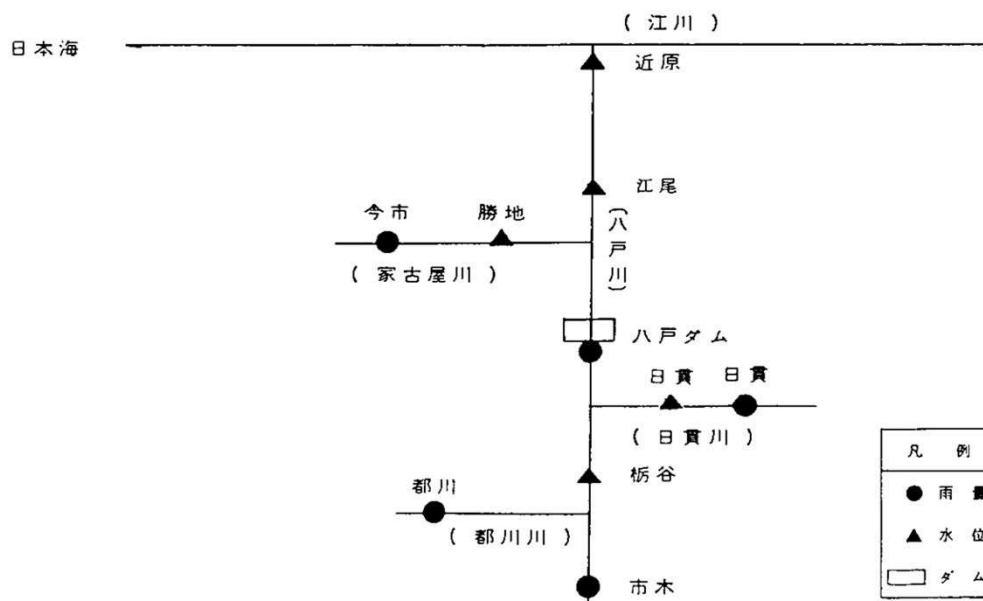 (江川)
日本海
近原
江尾
今市 勝地
(八戸川)
(家古屋川)
八戸ダム
日貫 日貫
(日貫川)
栃谷
都川
(都川川)
市木
凡例
雨量
水位
ダム